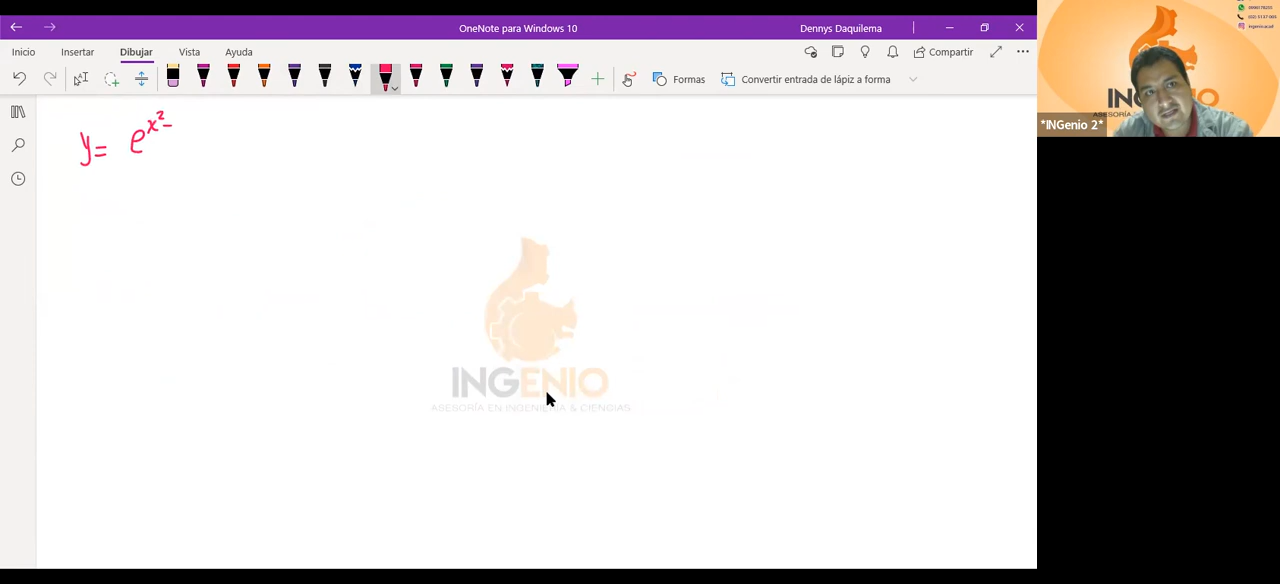 OneNote para Windows 10
Dennys Daquilema
Inicio
Insertar
Dibujar
Vista
Ayuda
Compartir
Formas
Convertir entrada de lápiz a forma
y= e^{x^2-
INGENIO
ASESORÍA EN INGENIERÍA & CIENCIAS
*INGenio 2*